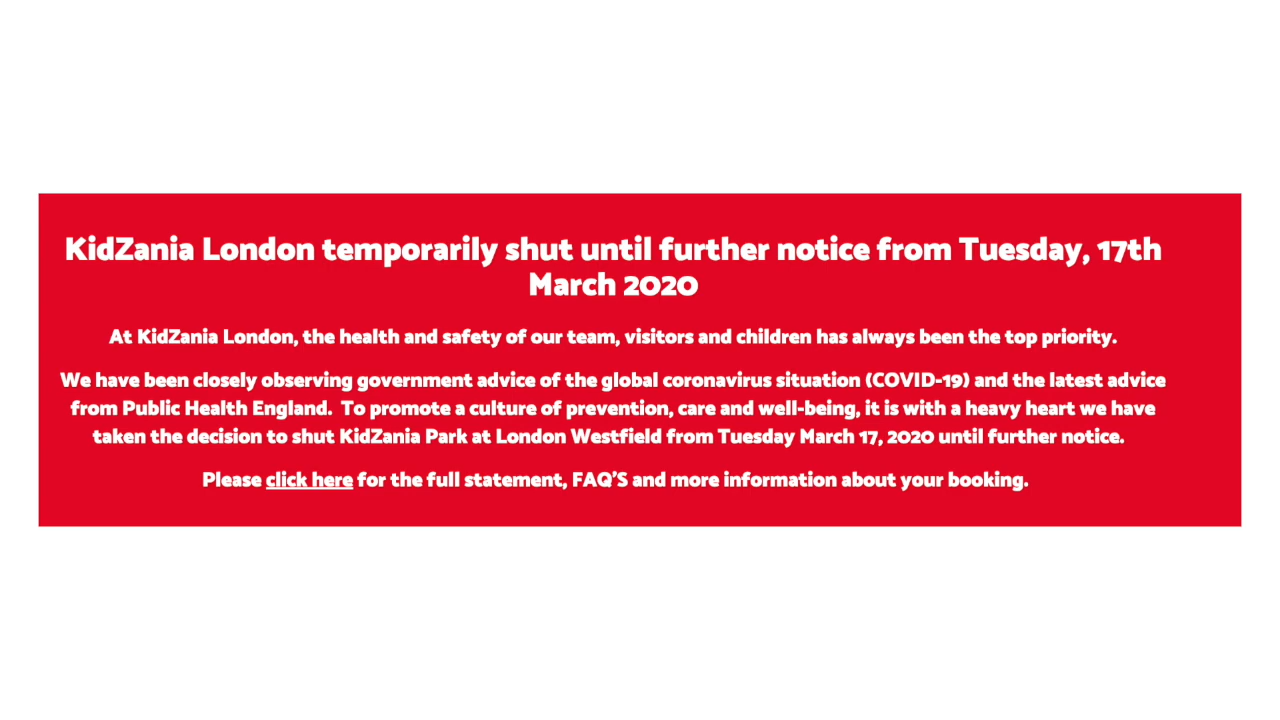 KidZania London temporarily shut until further notice from Tuesday, 17th
March 2020
At KidZania London, the health and safety of our team, visitors and children has always been the top priority.
We have been closely observing government advice of the global coronavirus situation (COVID-19) and the latest advice
from Public Health England.  To promote a culture of prevention, care and well-being, it is with a heavy heart we have
taken the decision to shut KidZania Park at London Westfield from Tuesday March 17, 2020 until further notice.
Please click here for the full statement, FAQ'S and more information about your booking.